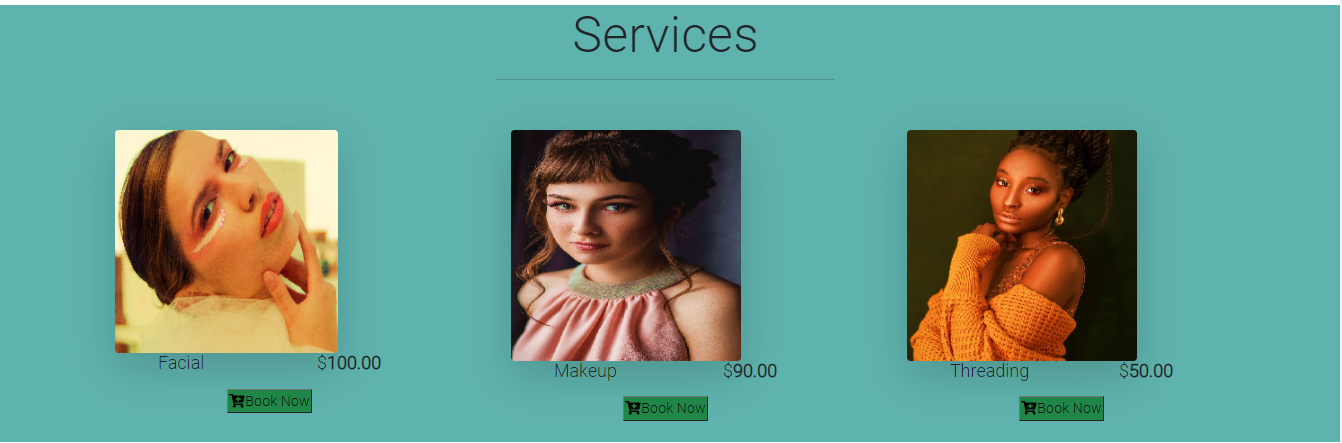 Services
Facial $100.00
Makeup $90.00
Threading $50.00
Book Now
Book Now
Book Now